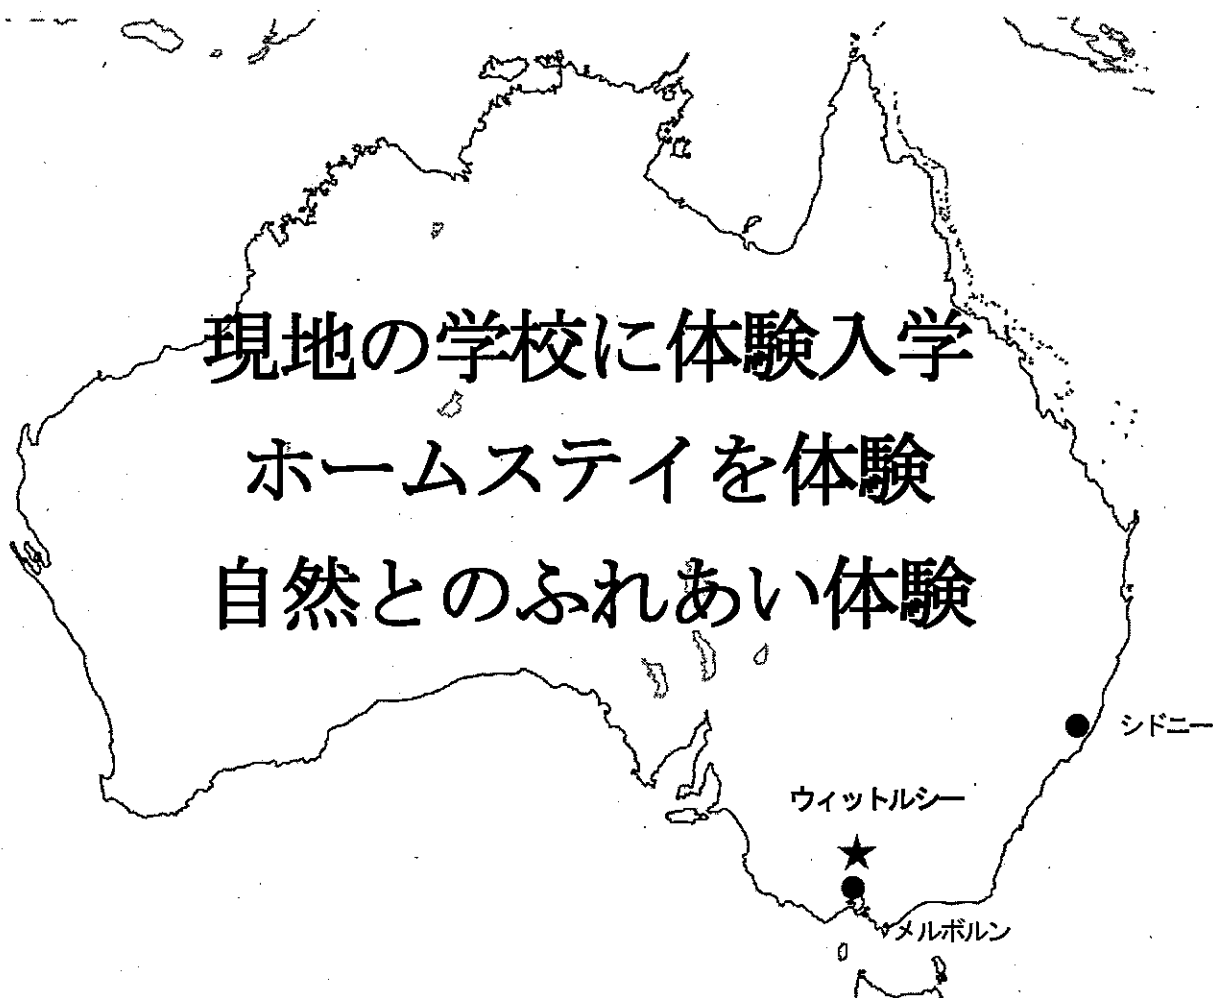 現地の学校に体験入学
ホームステイを体験
自然とのふれあい体験
シドニー
ウィットルシー
メルボルン